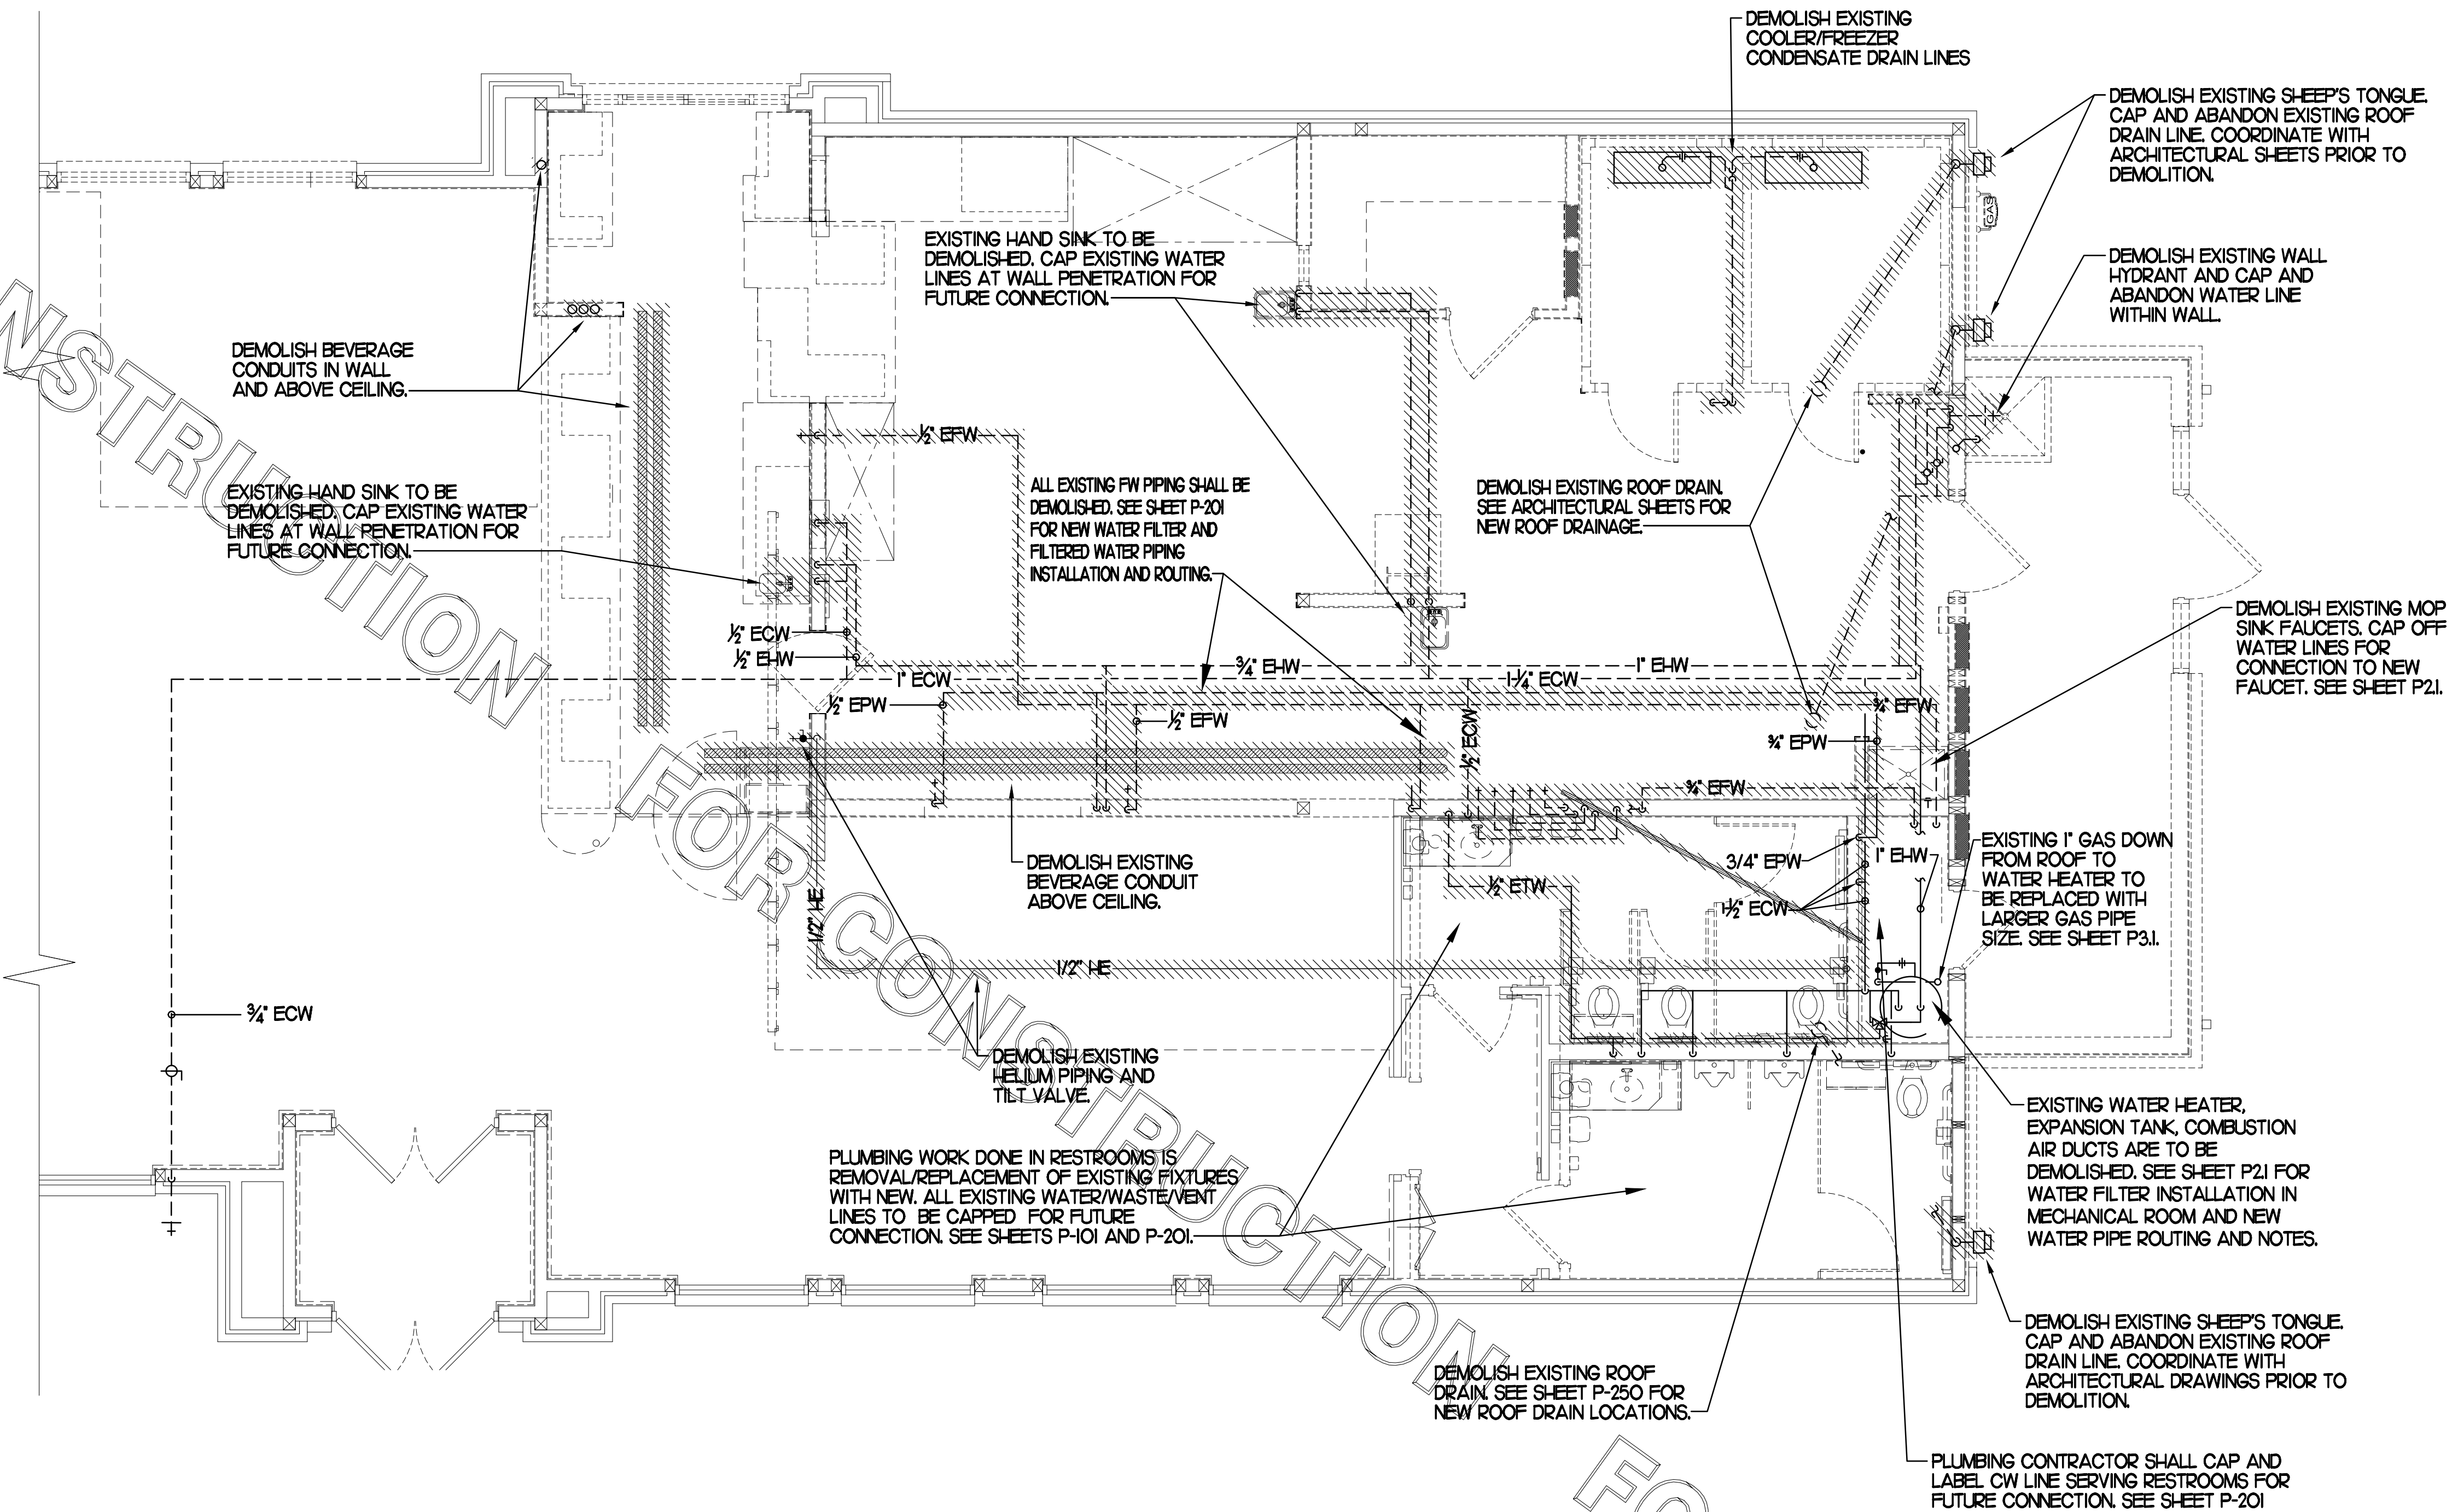 DEMOLISH EXISTING
COOLER/FREEZER
CONDENSATE DRAIN LINES
DEMOLISH EXISTING SHEEP'S TONGUE.
CAP AND ABANDON EXISTING ROOF
DRAIN LINE. COORDINATE WITH
ARCHITECTURAL SHEETS PRIOR TO
DEMOLITION.
GAS
DEMOLISH EXISTING WALL
HYDRANT AND CAP AND
ABANDON WATER LINE
WITHIN WALL.
EXISTING HAND SINK TO BE
DEMOLISHED. CAP EXISTING WATER
LINES AT WALL PENETRATION FOR
FUTURE CONNECTION.
DEMOLISH BEVERAGE
CONDUITS IN WALL
AND ABOVE CEILING.
½" EFW
EXISTING HAND SINK TO BE
DEMOLISHED. CAP EXISTING WATER
LINES AT WALL PENETRATION FOR
FUTURE CONNECTION.
ALL EXISTING FW PIPING SHALL BE
DEMOLISHED. SEE SHEET P-201
FOR NEW WATER FILTER AND
FILTERED WATER PIPING
INSTALLATION AND ROUTING.
DEMOLISH EXISTING ROOF DRAIN.
SEE ARCHITECTURAL SHEETS FOR
NEW ROOF DRAINAGE.
DEMOLISH EXISTING MOP
SINK FAUCETS. CAP OFF
WATER LINES FOR
CONNECTION TO NEW
FAUCET. SEE SHEET P2.1.
½" ECW
½" EHW
¾" EHW
1" EHW
1" ECW
1-¼" ECW
½" EPW
½" EFW
½" ECW
¾" EFW
¾" EPW
¾" EFW
DEMOLISH EXISTING
BEVERAGE CONDUIT
ABOVE CEILING.
3/4" EPW
1" EHW
½" ETW
1-½" ECW
EXISTING 1" GAS DOWN
FROM ROOF TO
WATER HEATER TO
BE REPLACED WITH
LARGER GAS PIPE
SIZE. SEE SHEET P3.1.
1/2" HE
1/2" HE
¾" ECW
DEMOLISH EXISTING
HELIUM PIPING AND
TILT VALVE.
PLUMBING WORK DONE IN RESTROOMS IS
REMOVAL/REPLACEMENT OF EXISTING FIXTURES
WITH NEW. ALL EXISTING WATER/WASTE/VENT
LINES TO BE CAPPED FOR FUTURE
CONNECTION. SEE SHEETS P-101 AND P-201.
EXISTING WATER HEATER,
EXPANSION TANK, COMBUSTION
AIR DUCTS ARE TO BE
DEMOLISHED. SEE SHEET P2.1 FOR
WATER FILTER INSTALLATION IN
MECHANICAL ROOM AND NEW
WATER PIPE ROUTING AND NOTES.
DEMOLISH EXISTING SHEEP'S TONGUE.
CAP AND ABANDON EXISTING ROOF
DRAIN LINE. COORDINATE WITH
ARCHITECTURAL DRAWINGS PRIOR TO
DEMOLITION.
DEMOLISH EXISTING ROOF
DRAIN. SEE SHEET P-250 FOR
NEW ROOF DRAIN LOCATIONS.
PLUMBING CONTRACTOR SHALL CAP AND
LABEL CW LINE SERVING RESTROOMS FOR
FUTURE CONNECTION. SEE SHEET P-201
NSTRUCTION
FOR CONSTRUCTION
FO